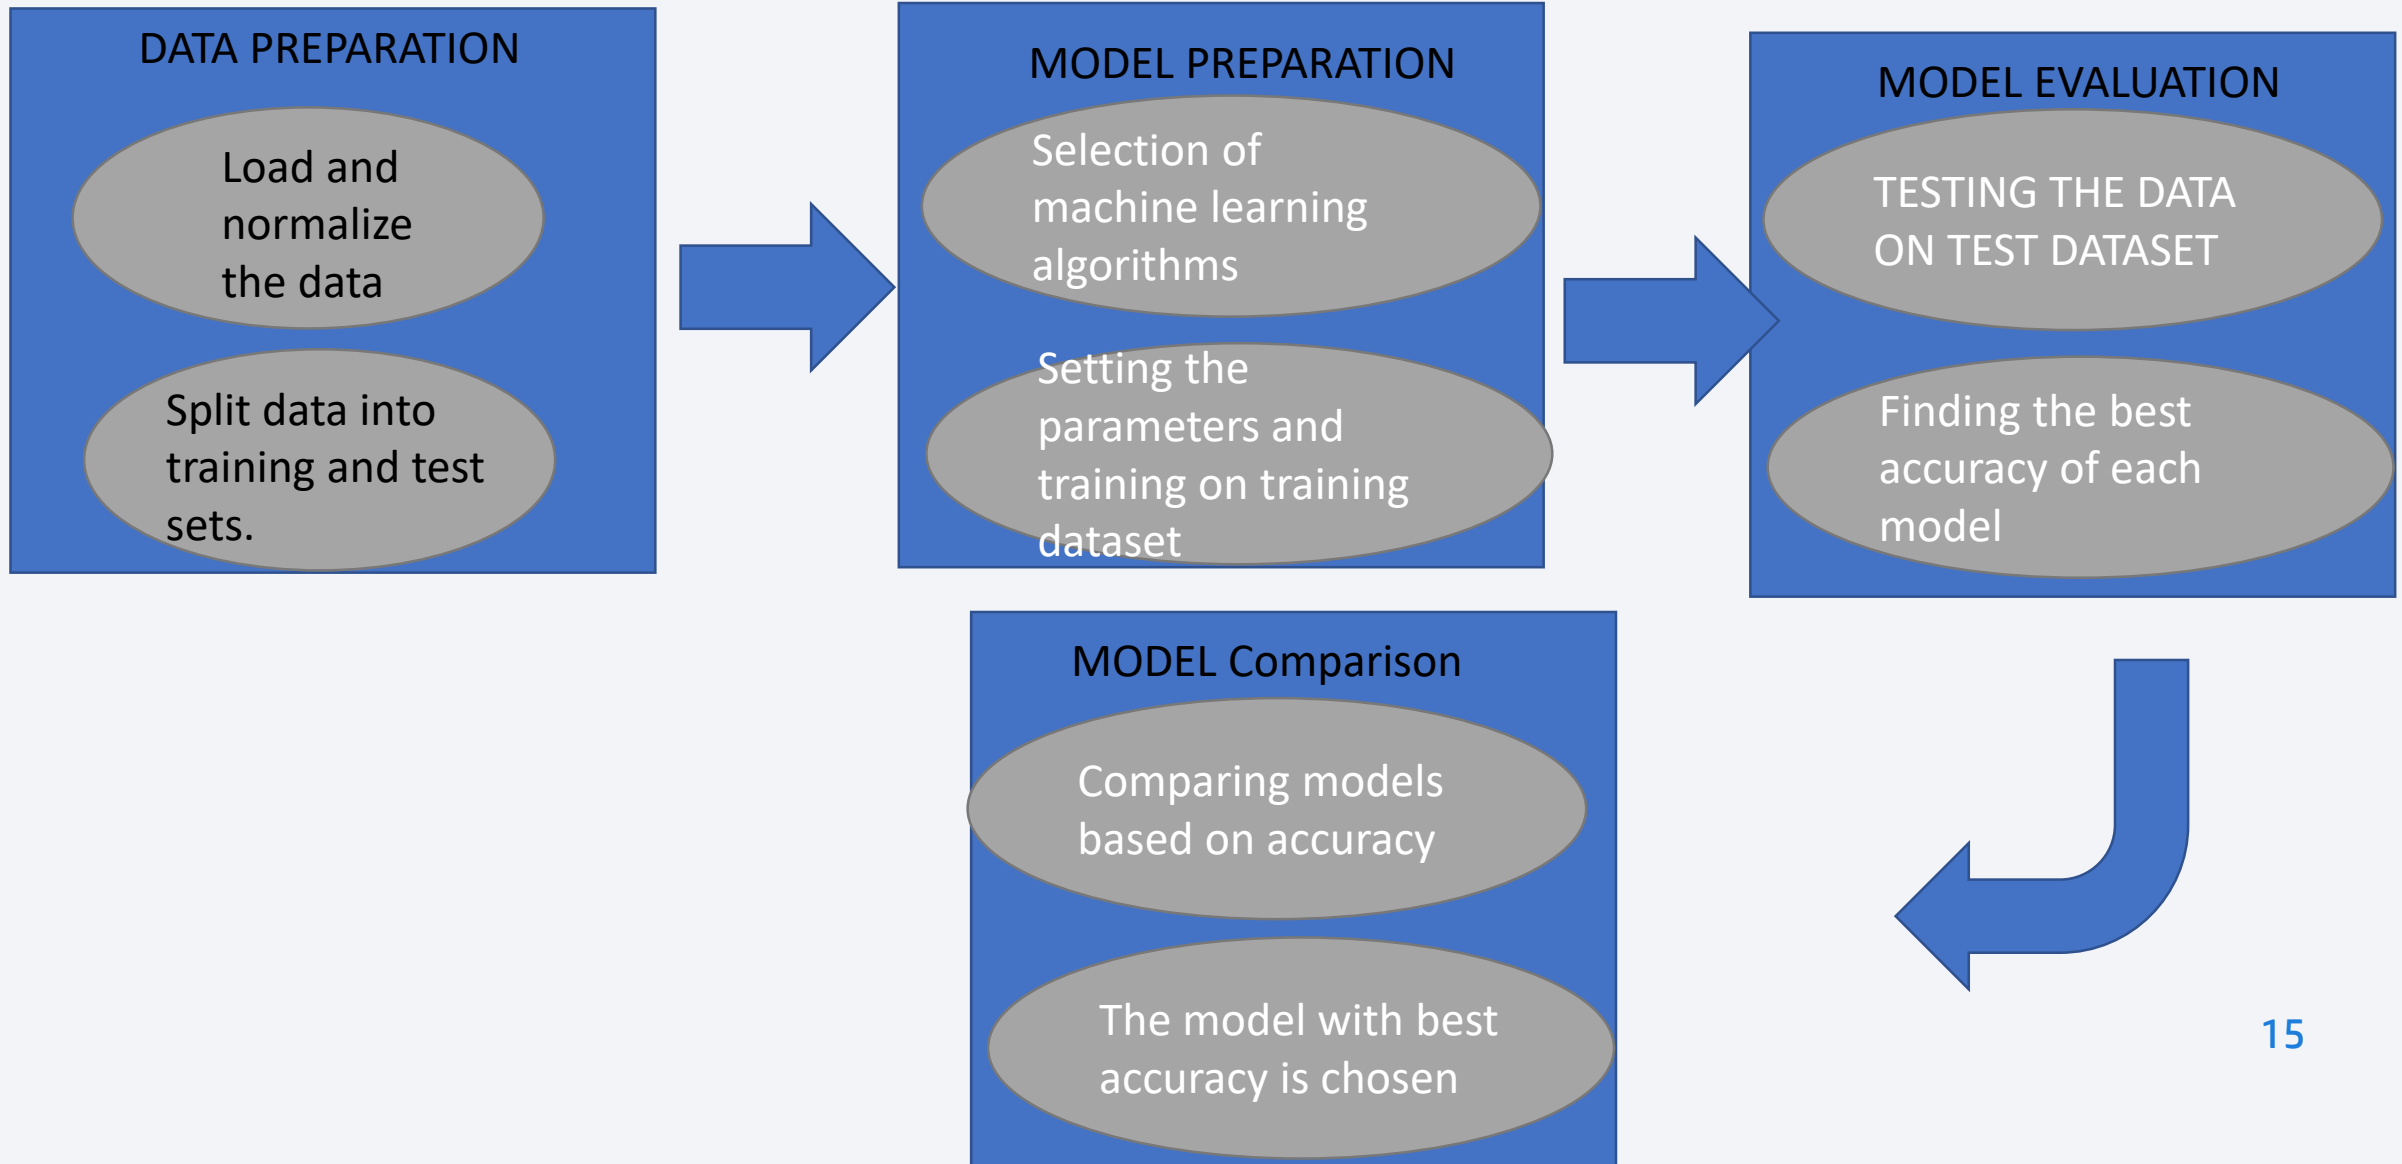 DATA PREPARATION
Load and
normalize
the data
Split data into
training and test
sets.
MODEL PREPARATION
Selection of
machine learning
algorithms
Setting the
parameters and
training on training
dataset
MODEL EVALUATION
TESTING THE DATA
ON TEST DATASET
Finding the best
accuracy of each
model
MODEL Comparison
Comparing models
based on accuracy
The model with best
accuracy is chosen
15